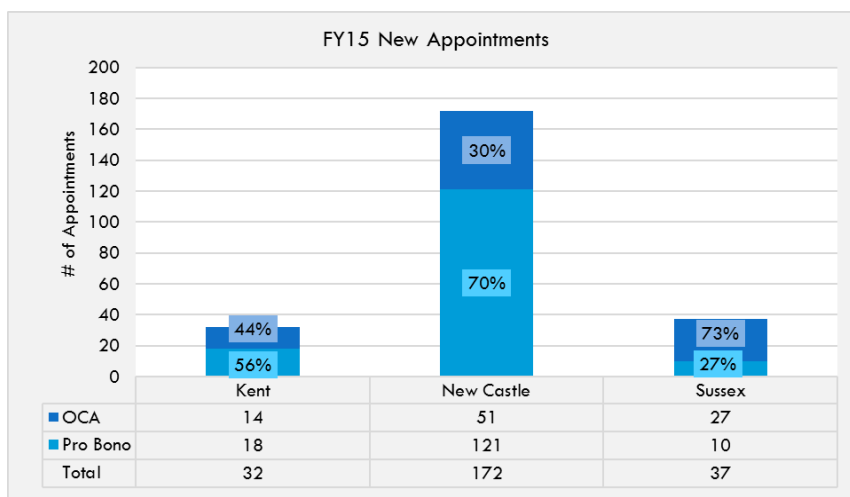 FY15 New Appointments
# of Appointments
200
180
160
140
120
100
80
60
40
20
0
30%
70%
44%
56%
73%
27%
Kent New Castle Sussex
OCA 14 51 27
Pro Bono 18 121 10
Total 32 172 37